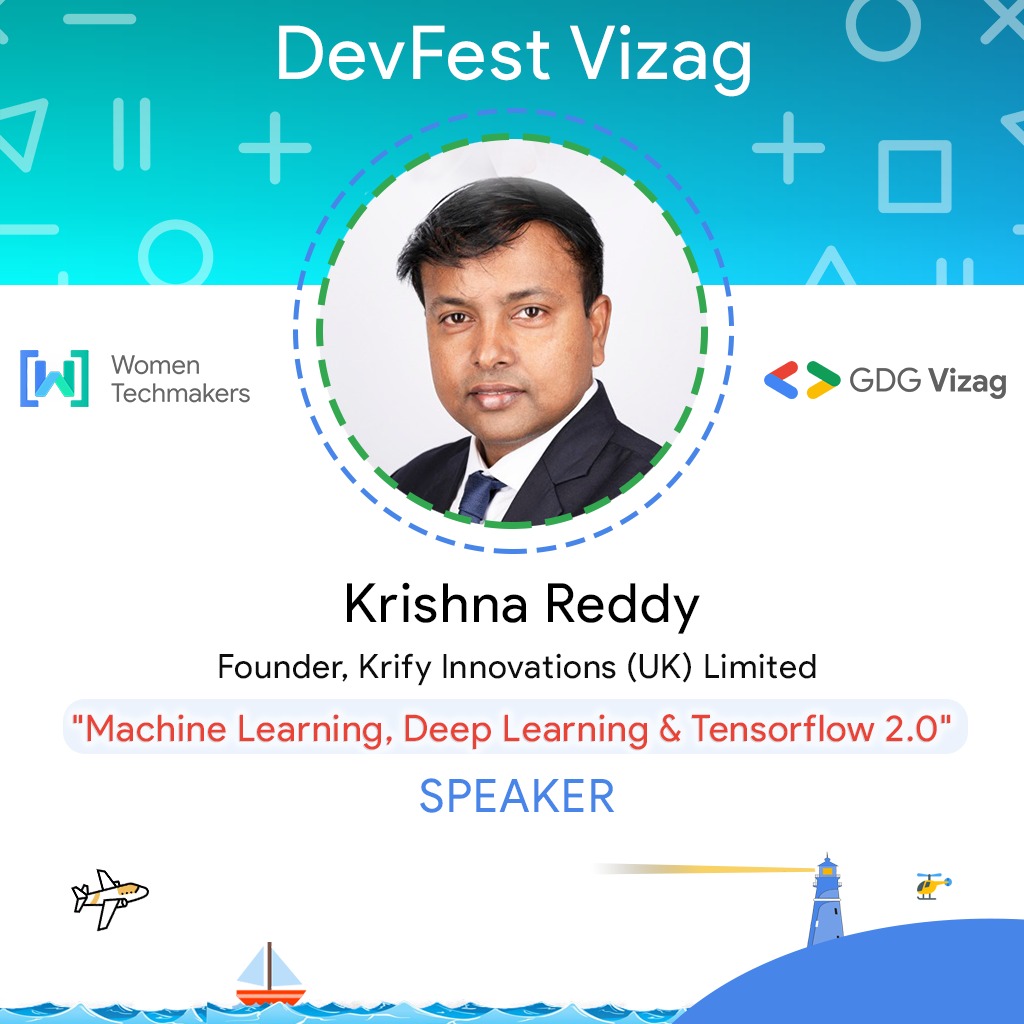 DevFest Vizag
Women
Techmakers
GDG Vizag
Krishna Reddy
Founder, Krify Innovations (UK) Limited
"Machine Learning, Deep Learning & Tensorflow 2.0"
SPEAKER